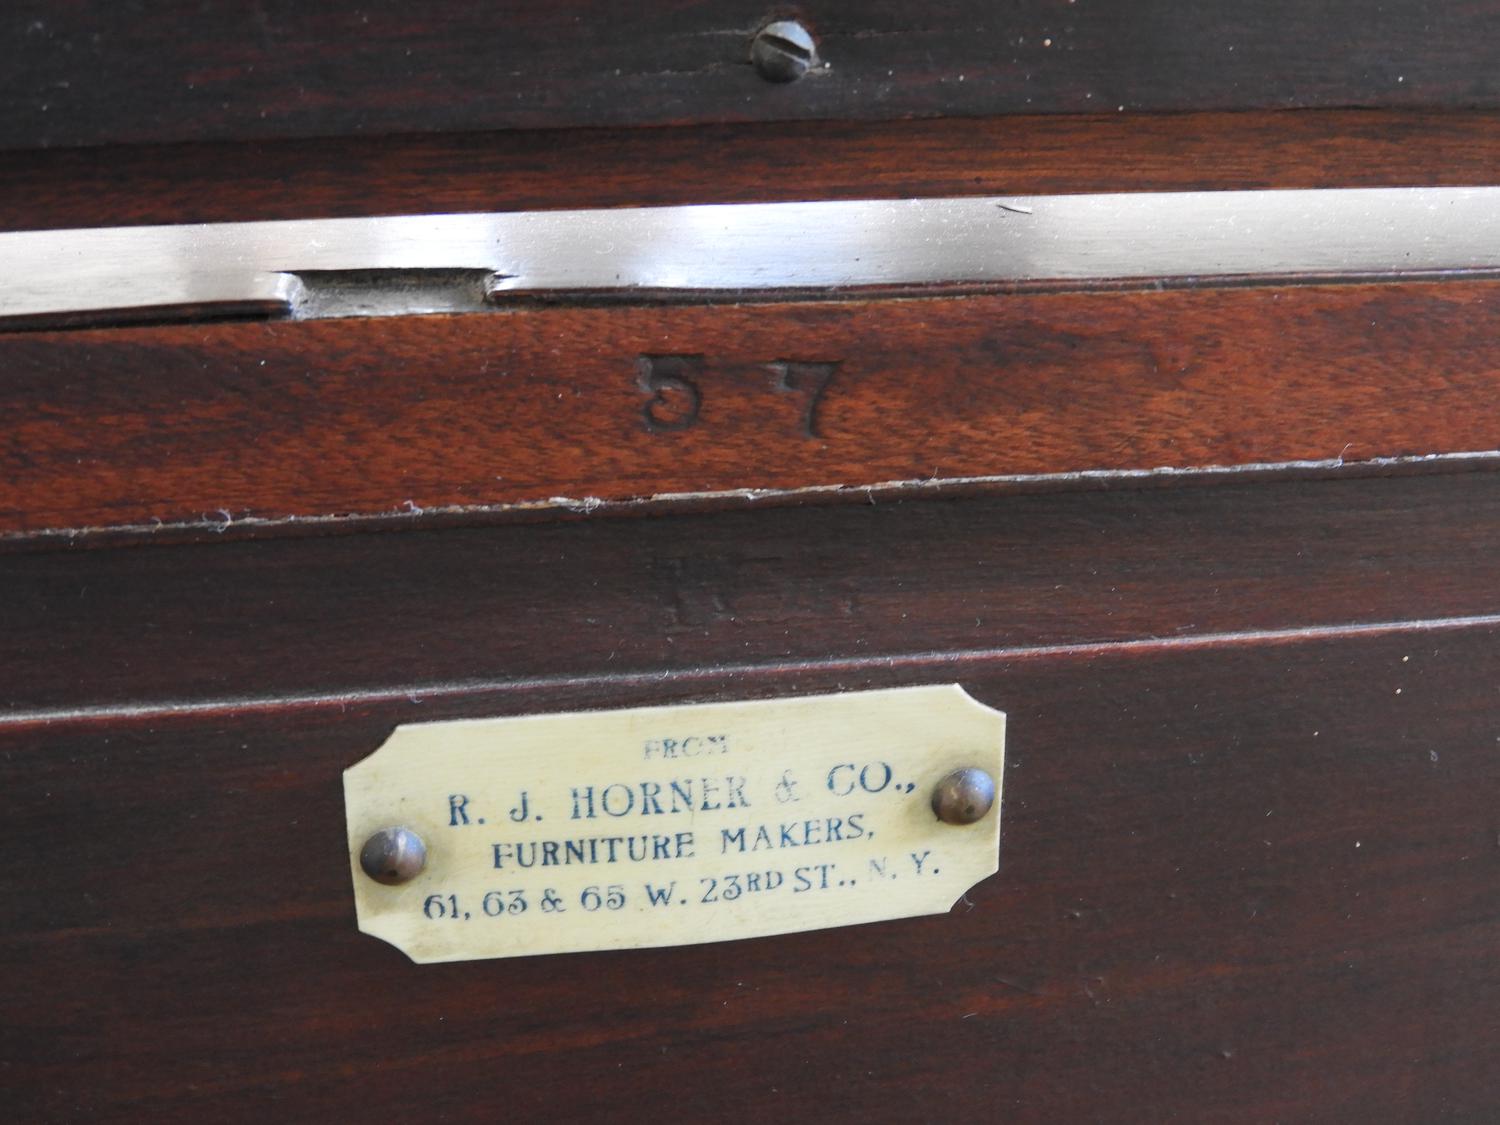 57
FROM
R. J. HORNER & CO.,
FURNITURE MAKERS,
61, 63 & 65 W. 23RD ST., N. Y.